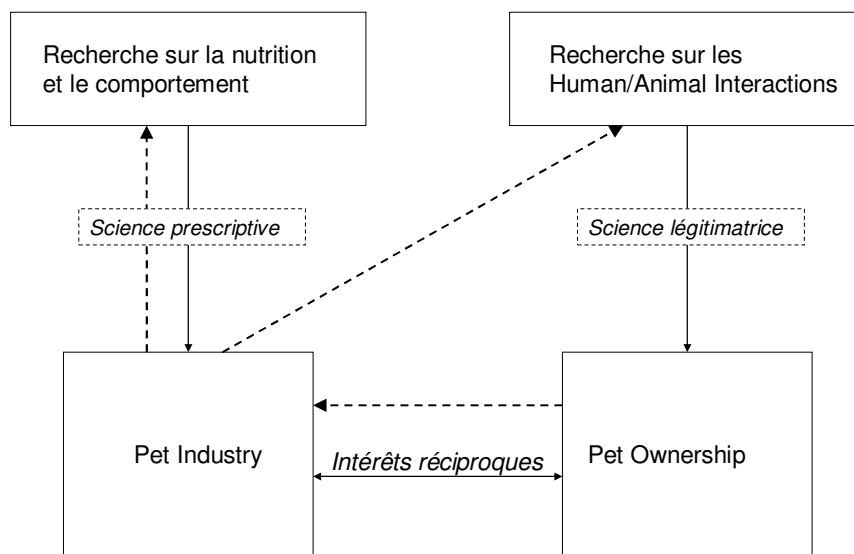 Recherche sur la nutrition
et le comportement
Recherche sur les
Human/Animal Interactions
Science prescriptive
Science légitimatrice
Pet Industry
Intérêts réciproques
Pet Ownership